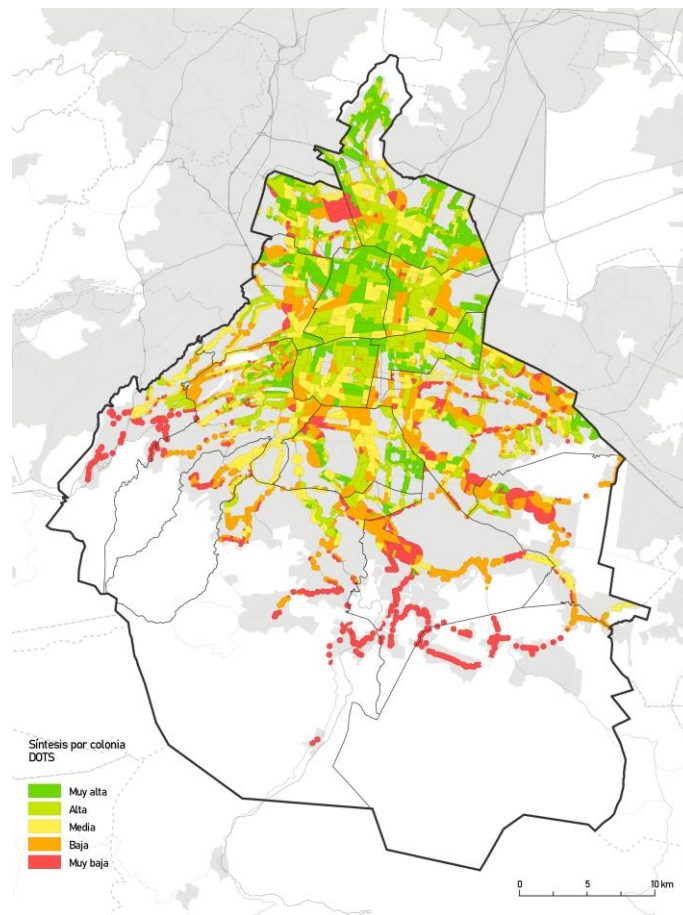 Síntesis por colonia
DOTS
Muy alta
Alta
Media
Baja
Muy baja
0 5 10 km